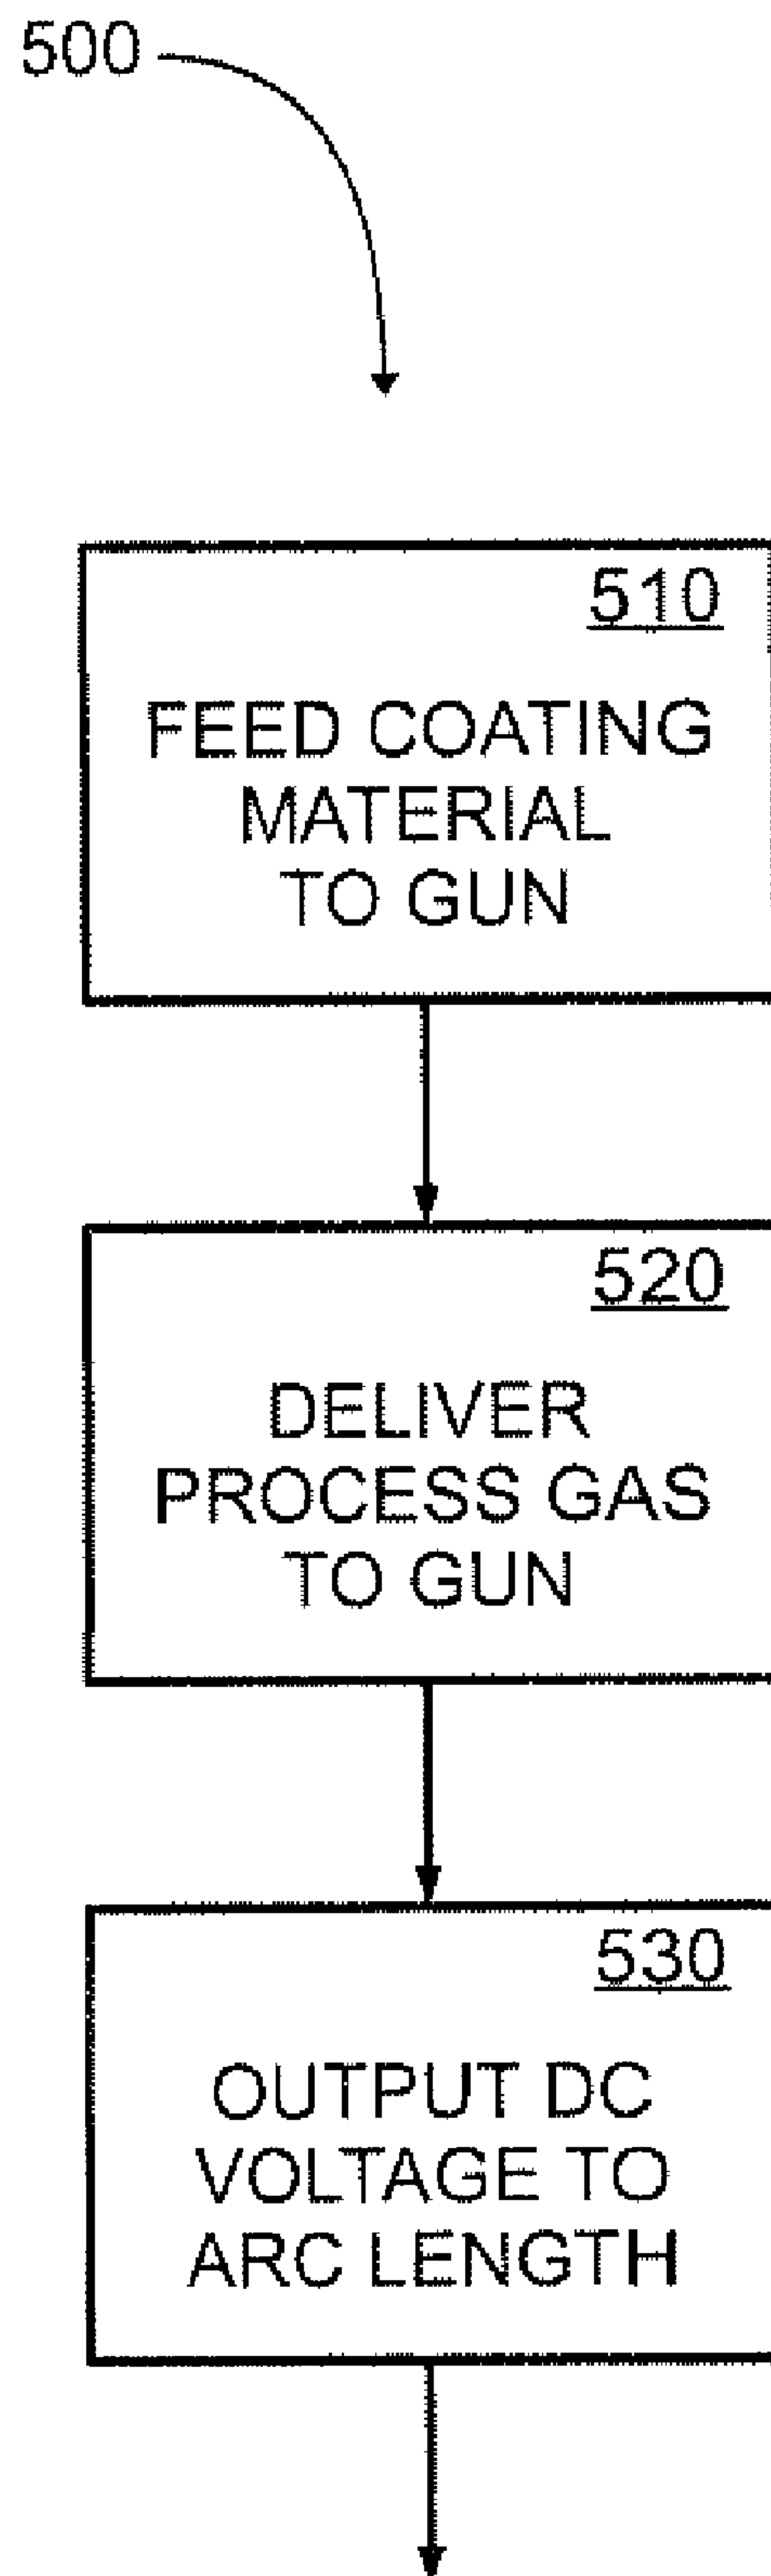 500
510
FEED COATING
MATERIAL
TO GUN
520
DELIVER
PROCESS GAS
TO GUN
530
OUTPUT DC
VOLTAGE TO
ARC LENGTH